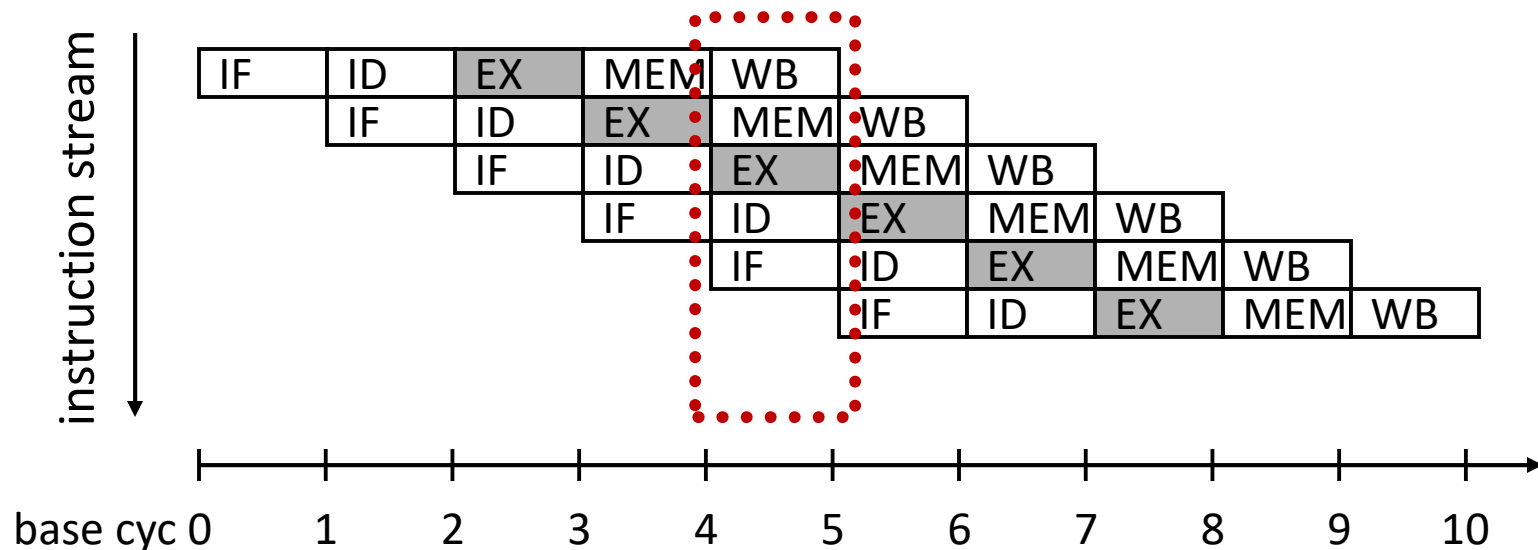 instruction stream
IF ID EX MEM WB
IF ID EX MEM WB
IF ID EX MEM WB
IF ID EX MEM WB
IF ID EX MEM WB
IF ID EX MEM WB
base cyc 0 1 2 3 4 5 6 7 8 9 10